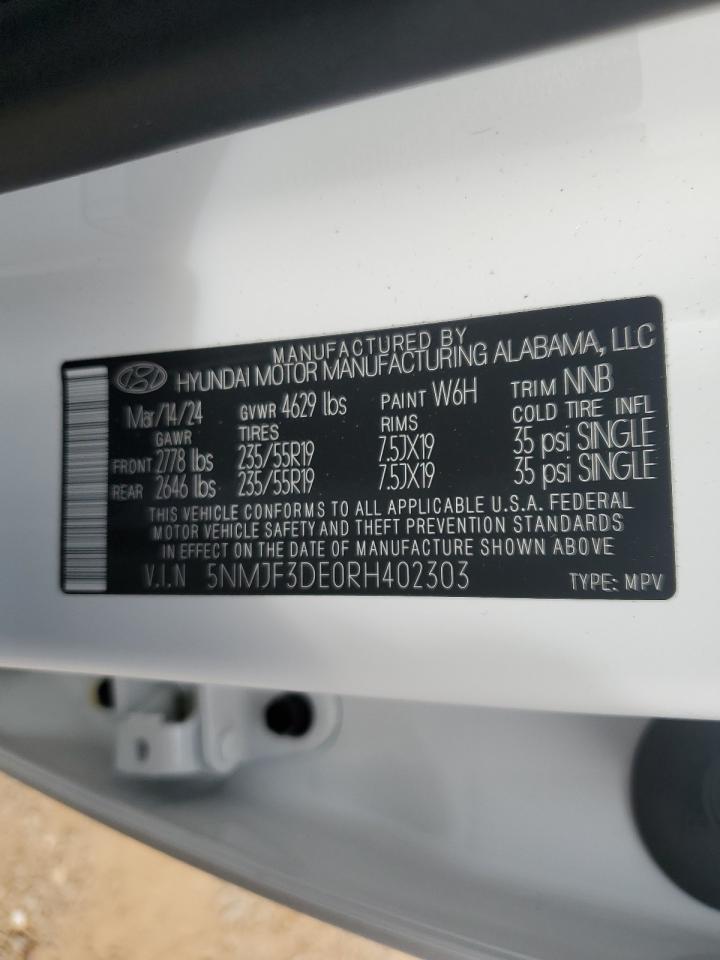 MANUFACTURED BY
HYUNDAI MOTOR MANUFACTURING ALABAMA, LLC
Mar/14/24 GVWR 4629 lbs PAINT W6H TRIM NNB
GAWR TIRES RIMS COLD TIRE INFL
FRONT 2778 lbs 235/55R19 7.5JX19 35 psi SINGLE
REAR 2646 lbs 235/55R19 7.5JX19 35 psi SINGLE
THIS VEHICLE CONFORMS TO ALL APPLICABLE U.S.A. FEDERAL
MOTOR VEHICLE SAFETY AND THEFT PREVENTION STANDARDS
IN EFFECT ON THE DATE OF MANUFACTURE SHOWN ABOVE
V.I.N 5NMJF3DE0RH402303 TYPE: MPV